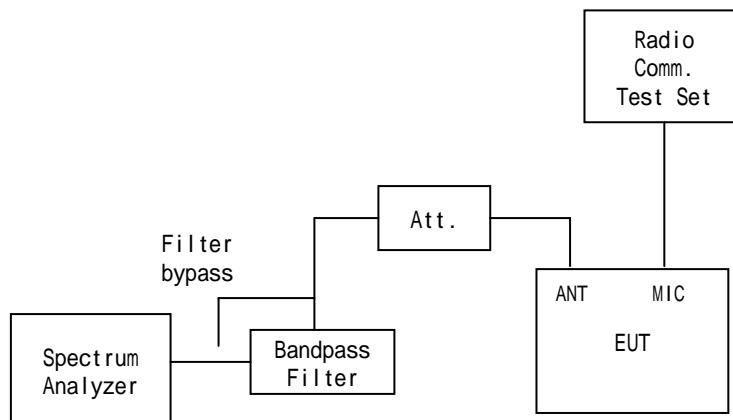 Radio
Comm.
Test Set
Att.
Filter
bypass
ANT MIC
EUT
Spectrum
Analyzer
Bandpass
Filter